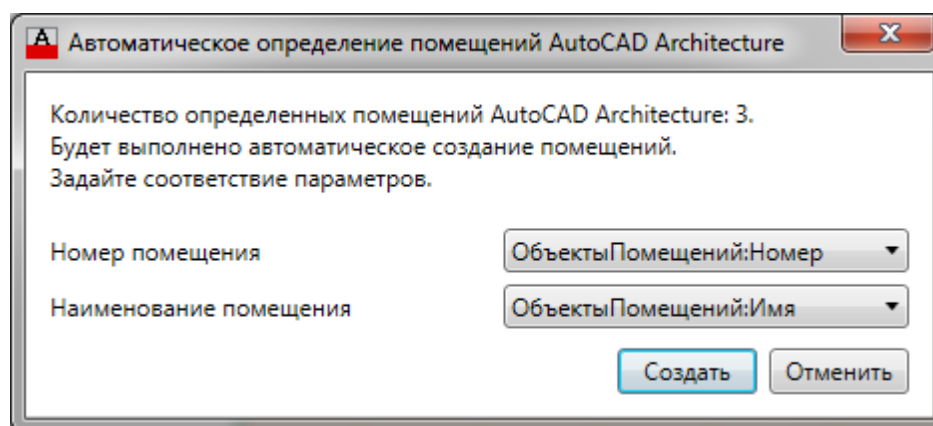 Автоматическое определение помещений AutoCAD Architecture
Количество определенных помещений AutoCAD Architecture: 3.
Будет выполнено автоматическое создание помещений.
Задайте соответствие параметров.
Номер помещения ОбъектыПомещений:Номер
Наименование помещения ОбъектыПомещений:Имя
Создать Отменить